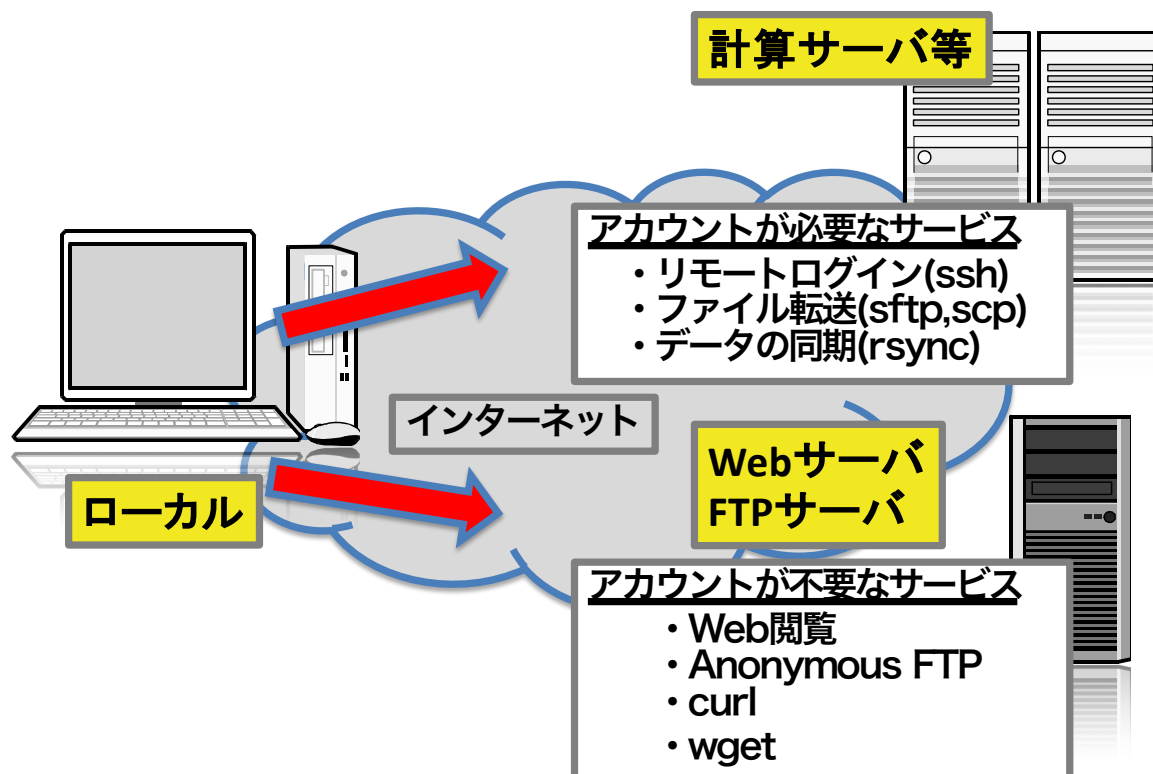 計算サーバ等
アカウントが必要なサービス
・リモートログイン(ssh)
・ファイル転送(sftp,scp)
・データの同期(rsync)
インターネット
ローカル
Webサーバ
FTPサーバ
アカウントが不要なサービス
・Web閲覧
・Anonymous FTP
・curl
・wget